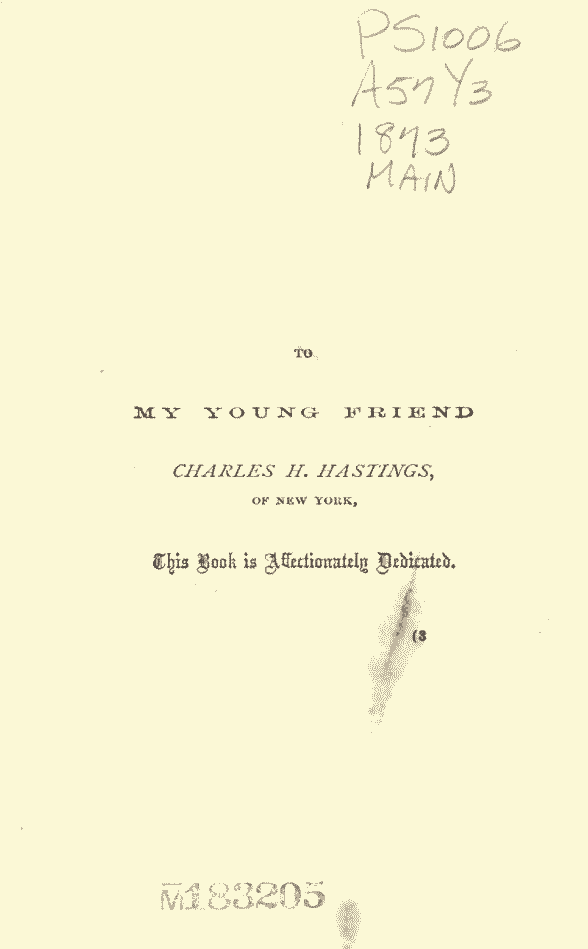 PS1006
A57Y3
1873
MAIN
TO
MY YOUNG FRIEND
CHARLES H. HASTINGS,
OF NEW YORK,
This Book is Affectionately Dedicated.
(3
M183205